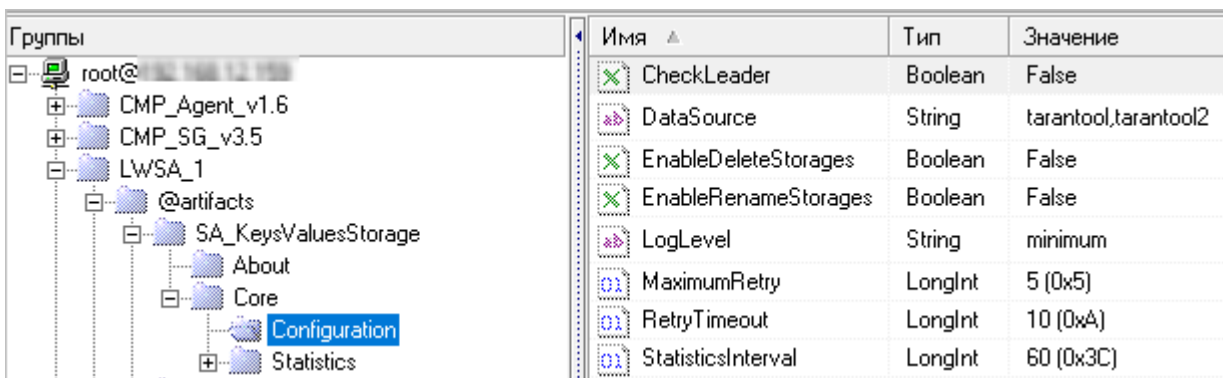 Группы
root@
CMP_Agent_v1.6
CMP_SG_v3.5
LWSA_1
@artifacts
SA_KeysValuesStorage
About
Core
Configuration
Statistics
Имя Тип Значение
CheckLeader Boolean False
DataSource String tarantool,tarantool2
EnableDeleteStorages Boolean False
EnableRenameStorages Boolean False
LogLevel String minimum
MaximumRetry LongInt 5 (0x5)
RetryTimeout LongInt 10 (0xA)
StatisticsInterval LongInt 60 (0x3C)